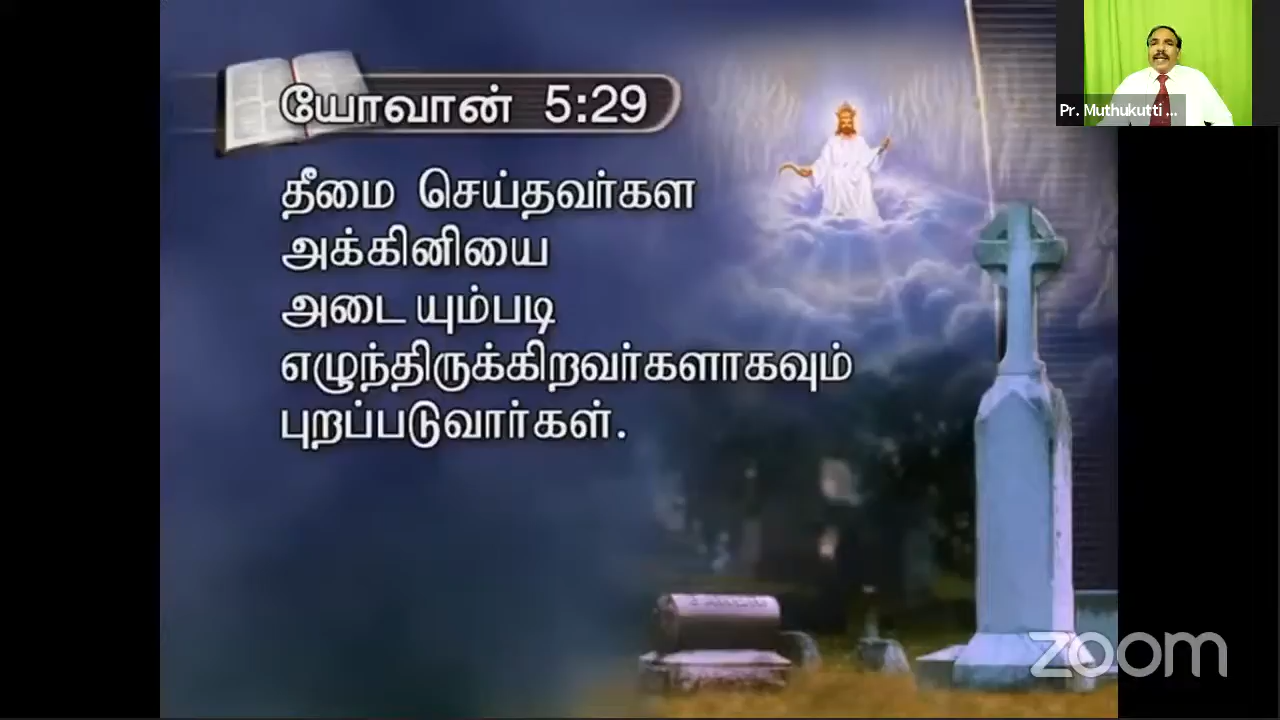 யோவான் 5:29
தீமை செய்தவர்கள
அக்கினியை
அடை யும்படி
எழுந்திருக்கிறவர்களாகவும்
புறப்படுவார்கள்.
Pr. Muthukutti ...
zoom